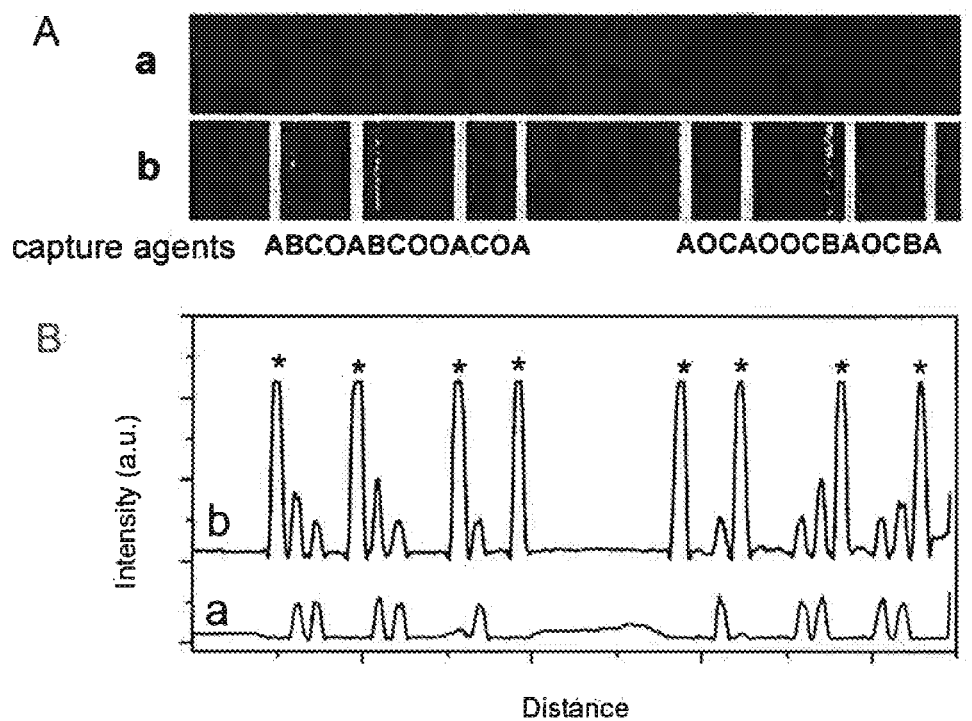 A
a
b
capture agents ABCOABCOOACOA AOCAOOCBAOCBA
B
* * * * * * * *
Intensity (a.u.)
b
a
Distance